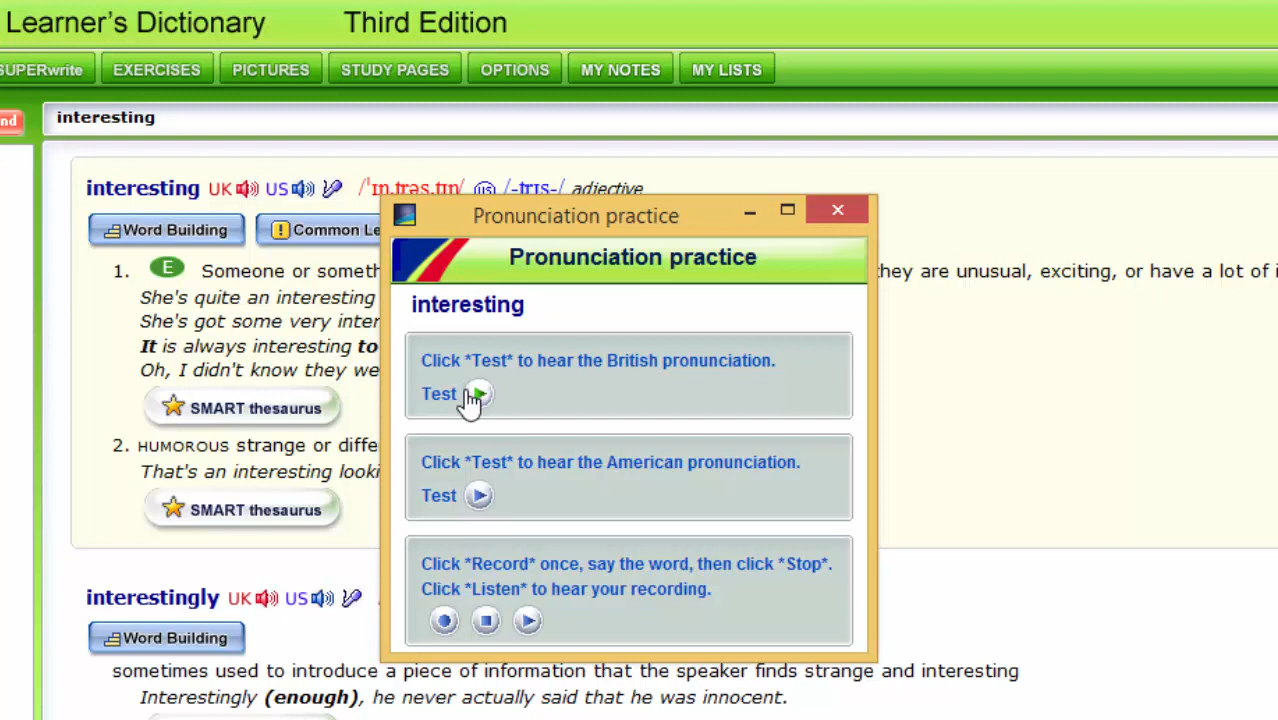 Learner's Dictionary Third Edition
SUPERwrite EXERCISES PICTURES STUDY PAGES OPTIONS MY NOTES MY LISTS
nd interesting
interesting UK US /ˈɪn.trəs.tɪŋ/ US /-trɪs-/ adjective
Word Building Common Le
1. E Someone or someth they are unusual, exciting, or have a lot of i
She's quite an interesting
She's got some very inter
It is always interesting to
Oh, I didn't know they we
SMART thesaurus
2. HUMOROUS strange or diffe
That's an interesting looki
SMART thesaurus
Pronunciation practice
Pronunciation practice
interesting
Click *Test* to hear the British pronunciation.
Test
Click *Test* to hear the American pronunciation.
Test
Click *Record* once, say the word, then click *Stop*.
Click *Listen* to hear your recording.
interestingly UK US
Word Building
sometimes used to introduce a piece of information that the speaker finds strange and interesting
Interestingly (enough), he never actually said that he was innocent.